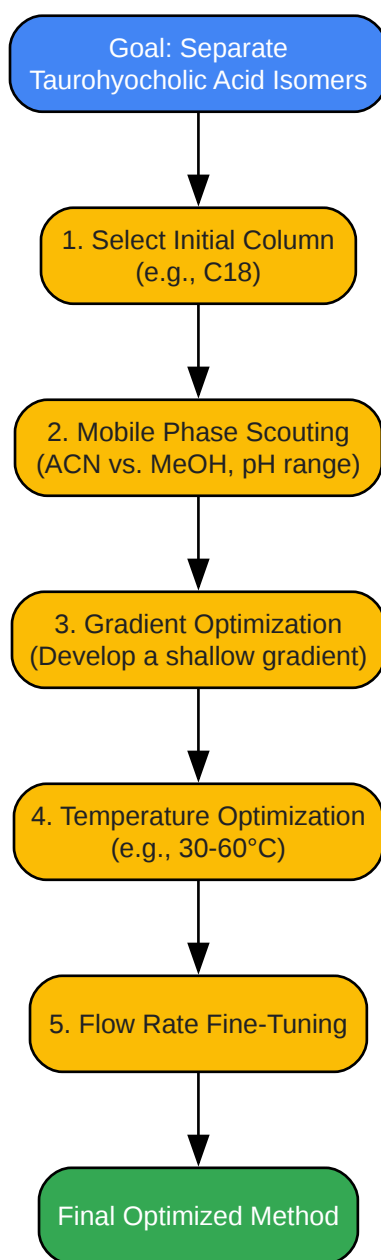 Goal: Separate
Taurohyocholic Acid Isomers
1. Select Initial Column
(e.g., C18)
2. Mobile Phase Scouting
(ACN vs. MeOH, pH range)
3. Gradient Optimization
(Develop a shallow gradient)
4. Temperature Optimization
(e.g., 30-60°C)
5. Flow Rate Fine-Tuning
Final Optimized Method